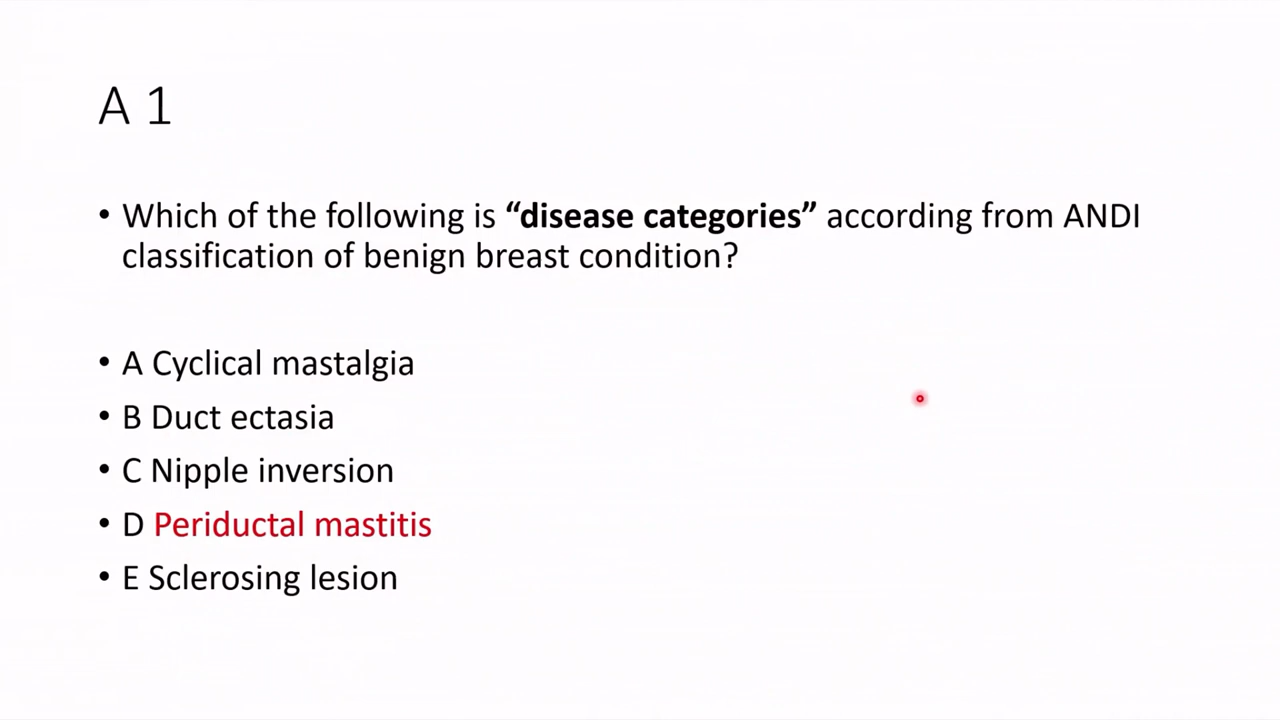 A 1
• Which of the following is “disease categories” according from ANDI
classification of benign breast condition?
• A Cyclical mastalgia
• B Duct ectasia
• C Nipple inversion
• D Periductal mastitis
• E Sclerosing lesion